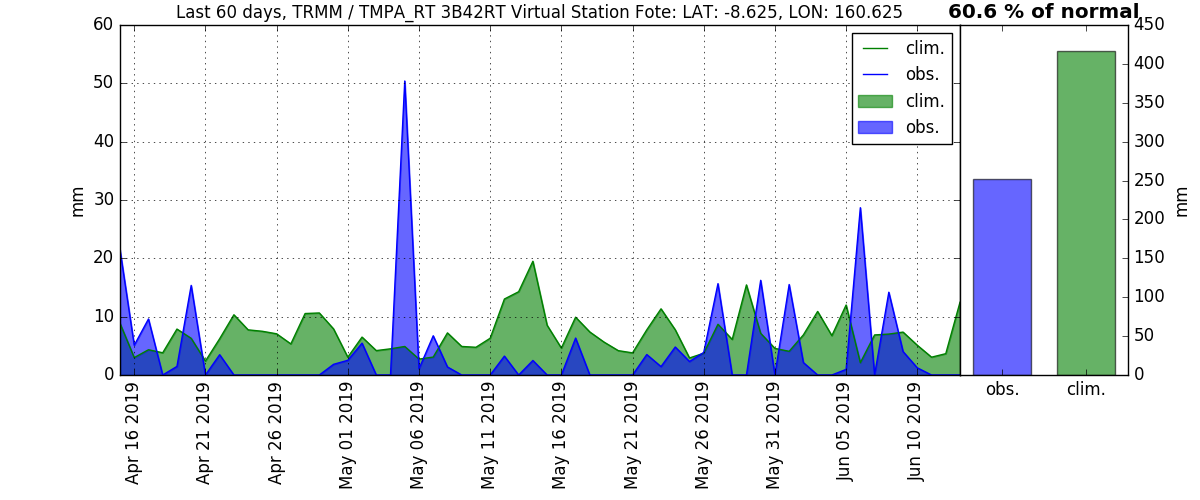 Last 60 days, TRMM / TMPA_RT 3B42RT Virtual Station Fote: LAT: -8.625, LON: 160.625
60.6 % of normal
60
50
40
30
20
10
0
mm
clim.
obs.
clim.
obs.
450
400
350
300
250
200
150
100
50
0
mm
Apr 16 2019
Apr 21 2019
Apr 26 2019
May 01 2019
May 06 2019
May 11 2019
May 16 2019
May 21 2019
May 26 2019
May 31 2019
Jun 05 2019
Jun 10 2019
obs.
clim.